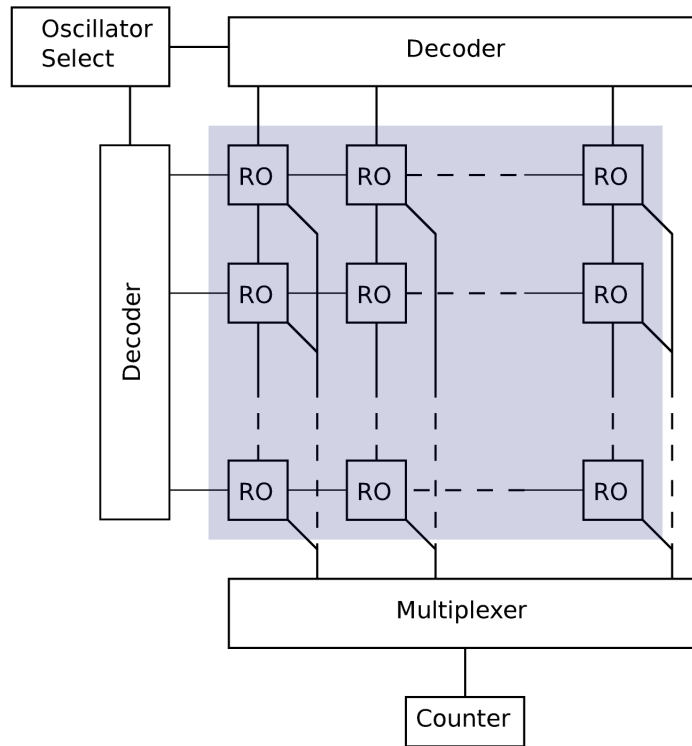 Oscillator
Select
Decoder
RO
RO
RO
Decoder
RO
RO
RO
RO
RO
RO
Multiplexer
Counter